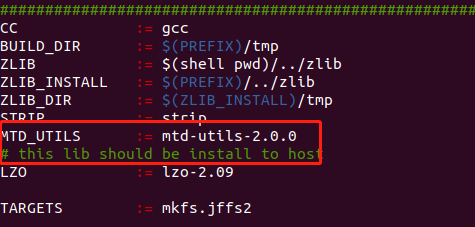 ################################################
CC := gcc
BUILD_DIR := $(PREFIX)/tmp
ZLIB := $(shell pwd)/../zlib
ZLIB_INSTALL := $(PREFIX)/../zlib
ZLIB_DIR := $(ZLIB_INSTALL)/tmp
STRIP := strip
MTD_UTILS := mtd-utils-2.0.0
# this lib should be install to host
LZO := lzo-2.09
TARGETS := mkfs.jffs2